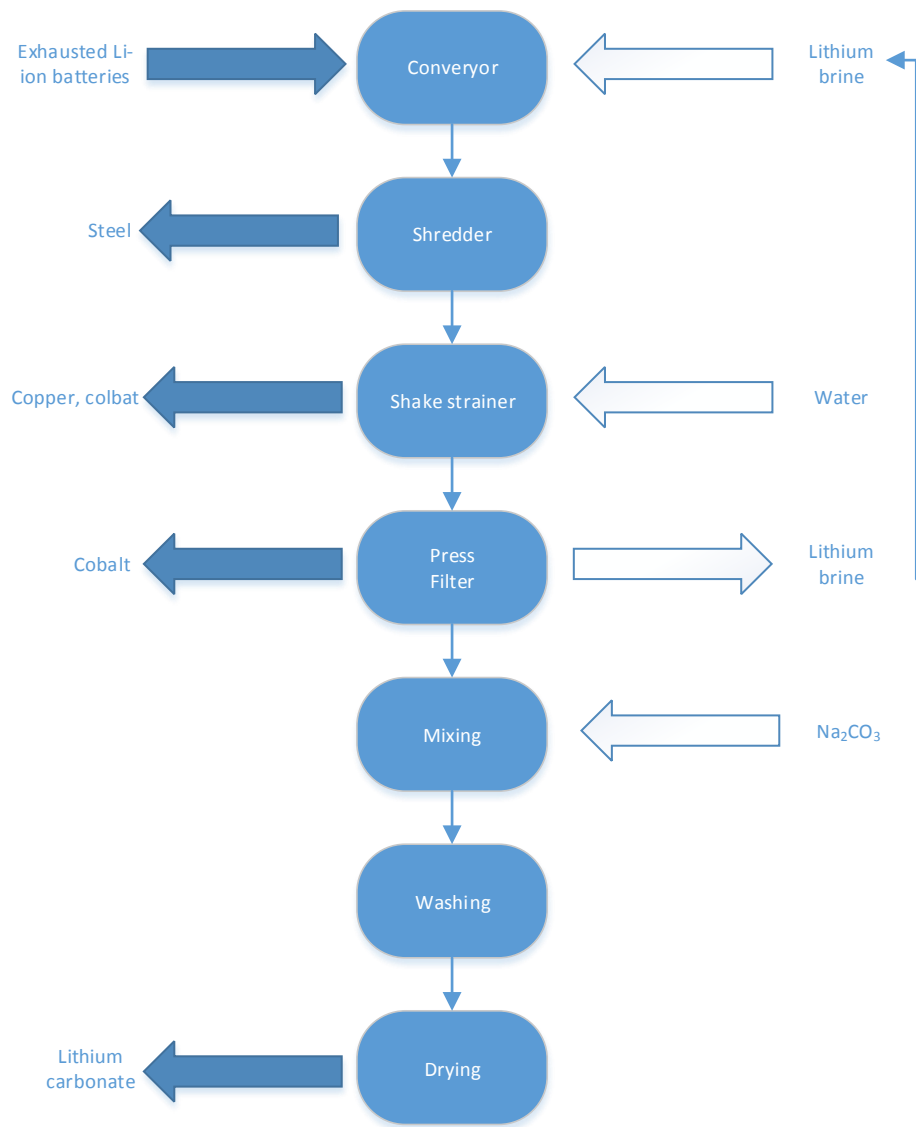 Exhausted Li-
ion batteries
Converyor
Lithium
brine
Steel
Shredder
Copper, colbat
Shake strainer
Water
Cobalt
Press
Filter
Lithium
brine
Mixing
Na₂CO₃
Washing
Lithium
carbonate
Drying